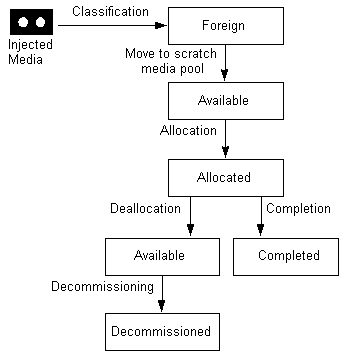 Classification
Injected
Media
Foreign
Move to scratch
media pool
Available
Allocation
Allocated
Deallocation
Completion
Available
Completed
Decommissioning
Decommissioned